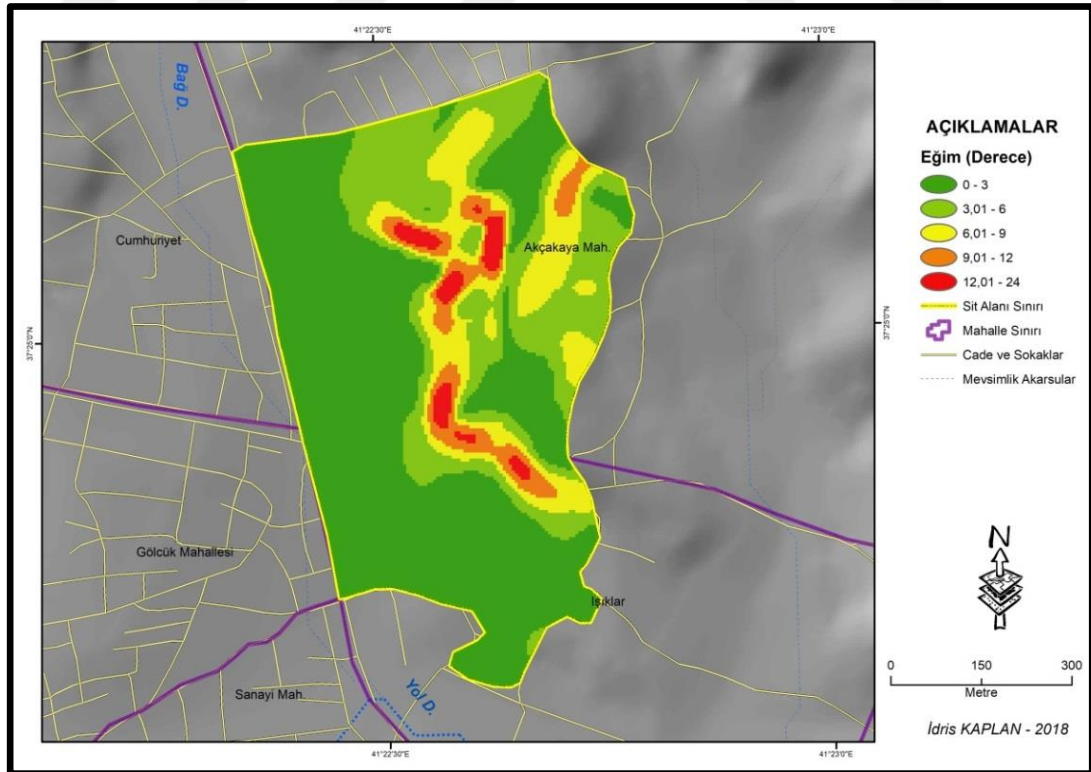 41°22'30"E
41°23'0"E
Bağ D.
Cumhuriyet
Akçakaya Mah.
37°25'0"N
37°25'0"N
Gölcük Mahallesi
Işıklar
Sanayi Mah.
Yol D.
41°22'30"E
41°23'0"E
AÇIKLAMALAR
Eğim (Derece)
0 - 3
3,01 - 6
6,01 - 9
9,01 - 12
12,01 - 24
Sit Alanı Sınırı
Mahalle Sınırı
Cade ve Sokaklar
Mevsimlik Akarsular
N
0 150 300
Metre
İdris KAPLAN - 2018